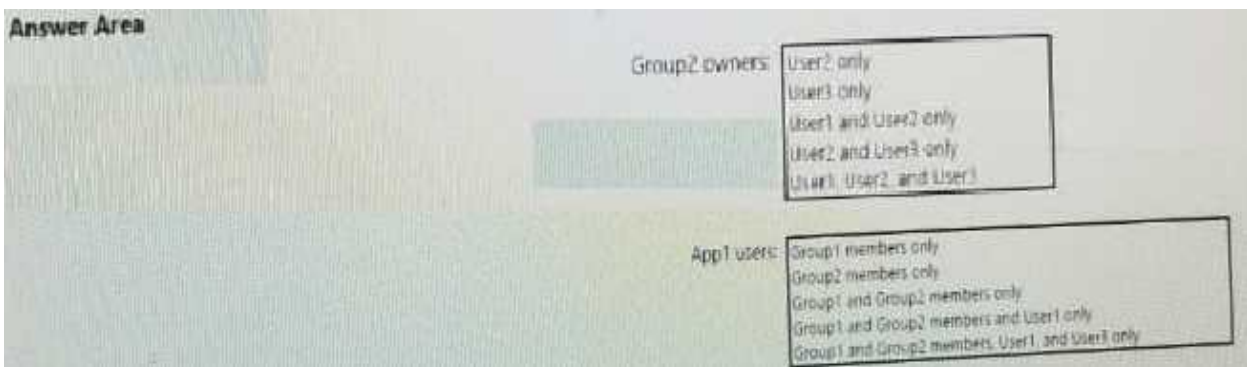 Answer Area
Group2 owners:
User2 only
User3 only
User1 and User2 only
User2 and User3 only
User1, User2, and User3
App1 users:
Group1 members only
Group2 members only
Group1 and Group2 members only
Group1 and Group2 members and User1 only
Group1 and Group2 members, User1, and User3 only